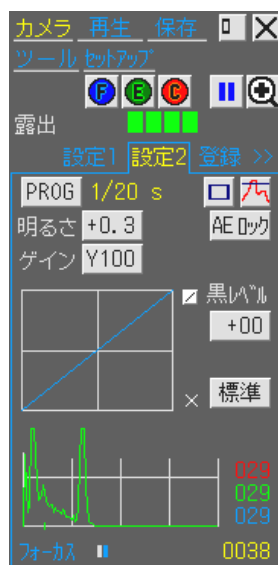 カメラ 再生 保存
ツール ｾｯﾄｱｯﾌﾟ
F E C
露出
設定1 設定2 登録 >>
PROG 1/20 s
明るさ +0.3 AEﾛｯｸ
ゲイン Y100
黒ﾚﾍﾞﾙ
+00
標準
029
029
029
フォーカス 0038